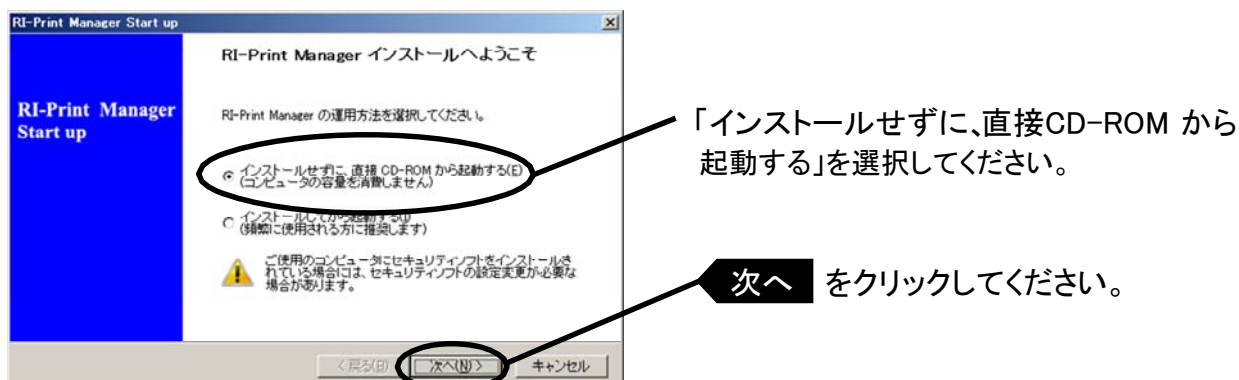 RI-Print Manager Start up
RI-Print Manager インストールへようこそ
RI-Print Manager
Start up
RI-Print Manager の運用方法を選択してください。
インストールせずに、直接 CD-ROM から起動する(E)
(コンピュータの容量を消費しません)
インストールしてから起動する(I)
(頻繁に使用される方に推奨します)
ご使用のコンピュータにセキュリティソフトをインストールさ
れている場合には、セキュリティソフトの設定変更が必要な
場合があります。
< 戻る(B)
次へ(N) >
キャンセル
「インストールせずに、直接CD-ROM から
起動する」を選択してください。
次へ をクリックしてください。